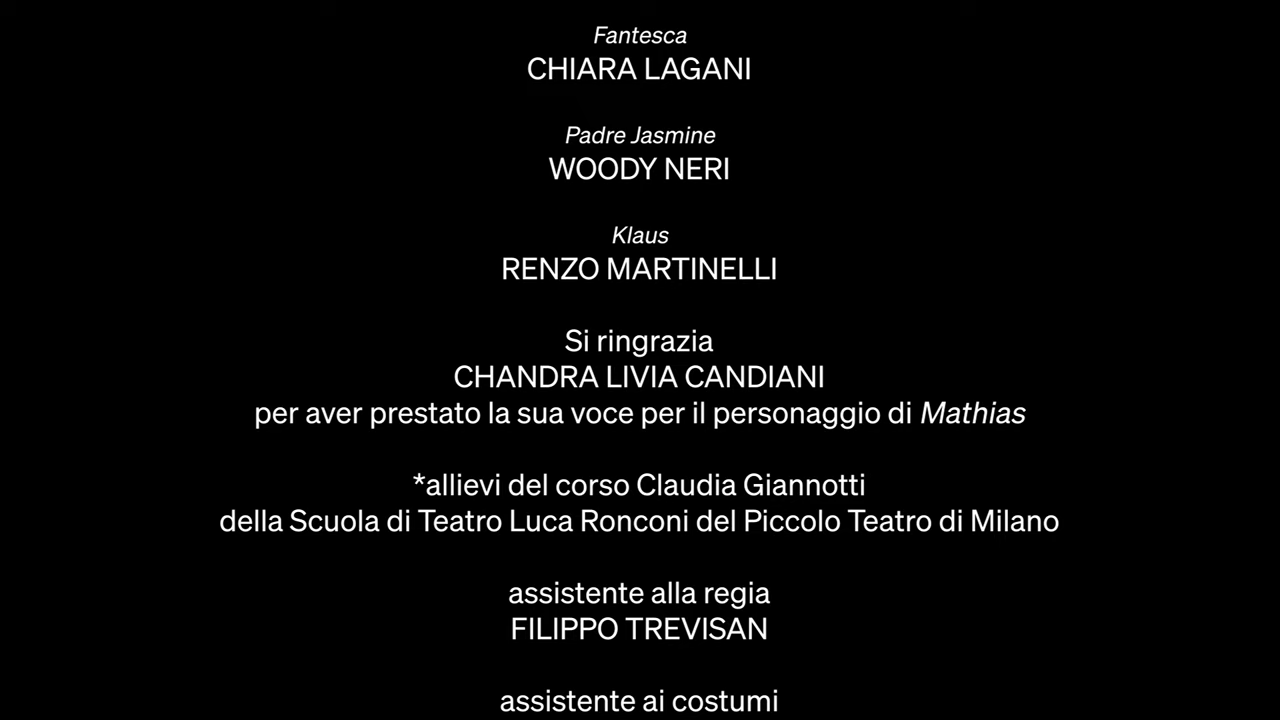 Fantesca
CHIARA LAGANI
Padre Jasmine
WOODY NERI
Klaus
RENZO MARTINELLI
Si ringrazia
CHANDRA LIVIA CANDIANI
per aver prestato la sua voce per il personaggio di Mathias
*allievi del corso Claudia Giannotti
della Scuola di Teatro Luca Ronconi del Piccolo Teatro di Milano
assistente alla regia
FILIPPO TREVISAN
assistente ai costumi